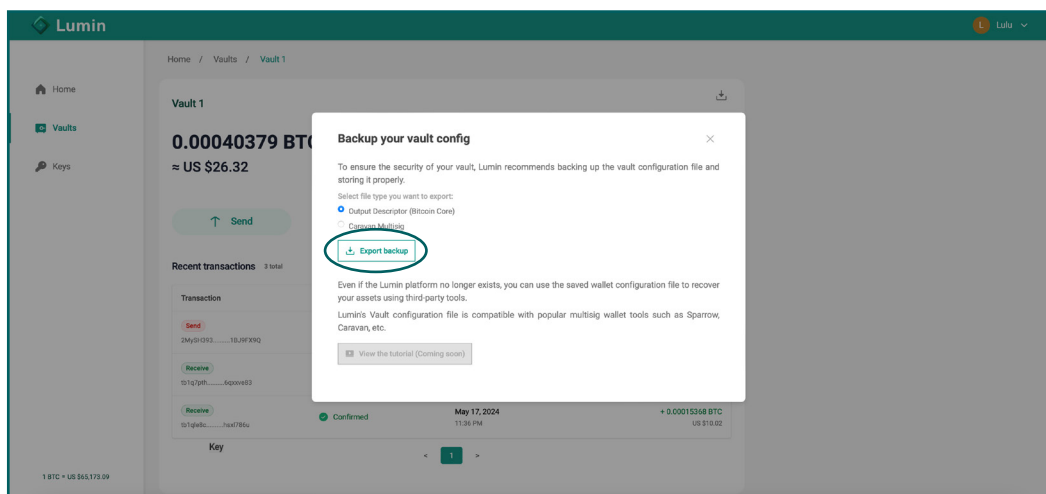 Lumin
L Lulu
Home / Vaults / Vault 1
Home
Vaults
Keys
Vault 1
0.00040379 BTC
≈ US $26.32
Send
Recent transactions 3 total
Transaction
Send
Receive
Receive
Confirmed
May 17, 2024
11:36 PM
+ 0.00015368 BTC
US $10.02
Key
< 1 >
1 BTC = US $65,173.09
Backup your vault config
To ensure the security of your vault, Lumin recommends backing up the vault configuration file and
storing it properly.
Select file type you want to export:
Output Descriptor (Bitcoin Core)
Caravan Multisig
Export backup
Even if the Lumin platform no longer exists, you can use the saved wallet configuration file to recover
your assets using third-party tools.
Lumin's Vault configuration file is compatible with popular multisig wallet tools such as Sparrow,
Caravan, etc.
View the tutorial (Coming soon)